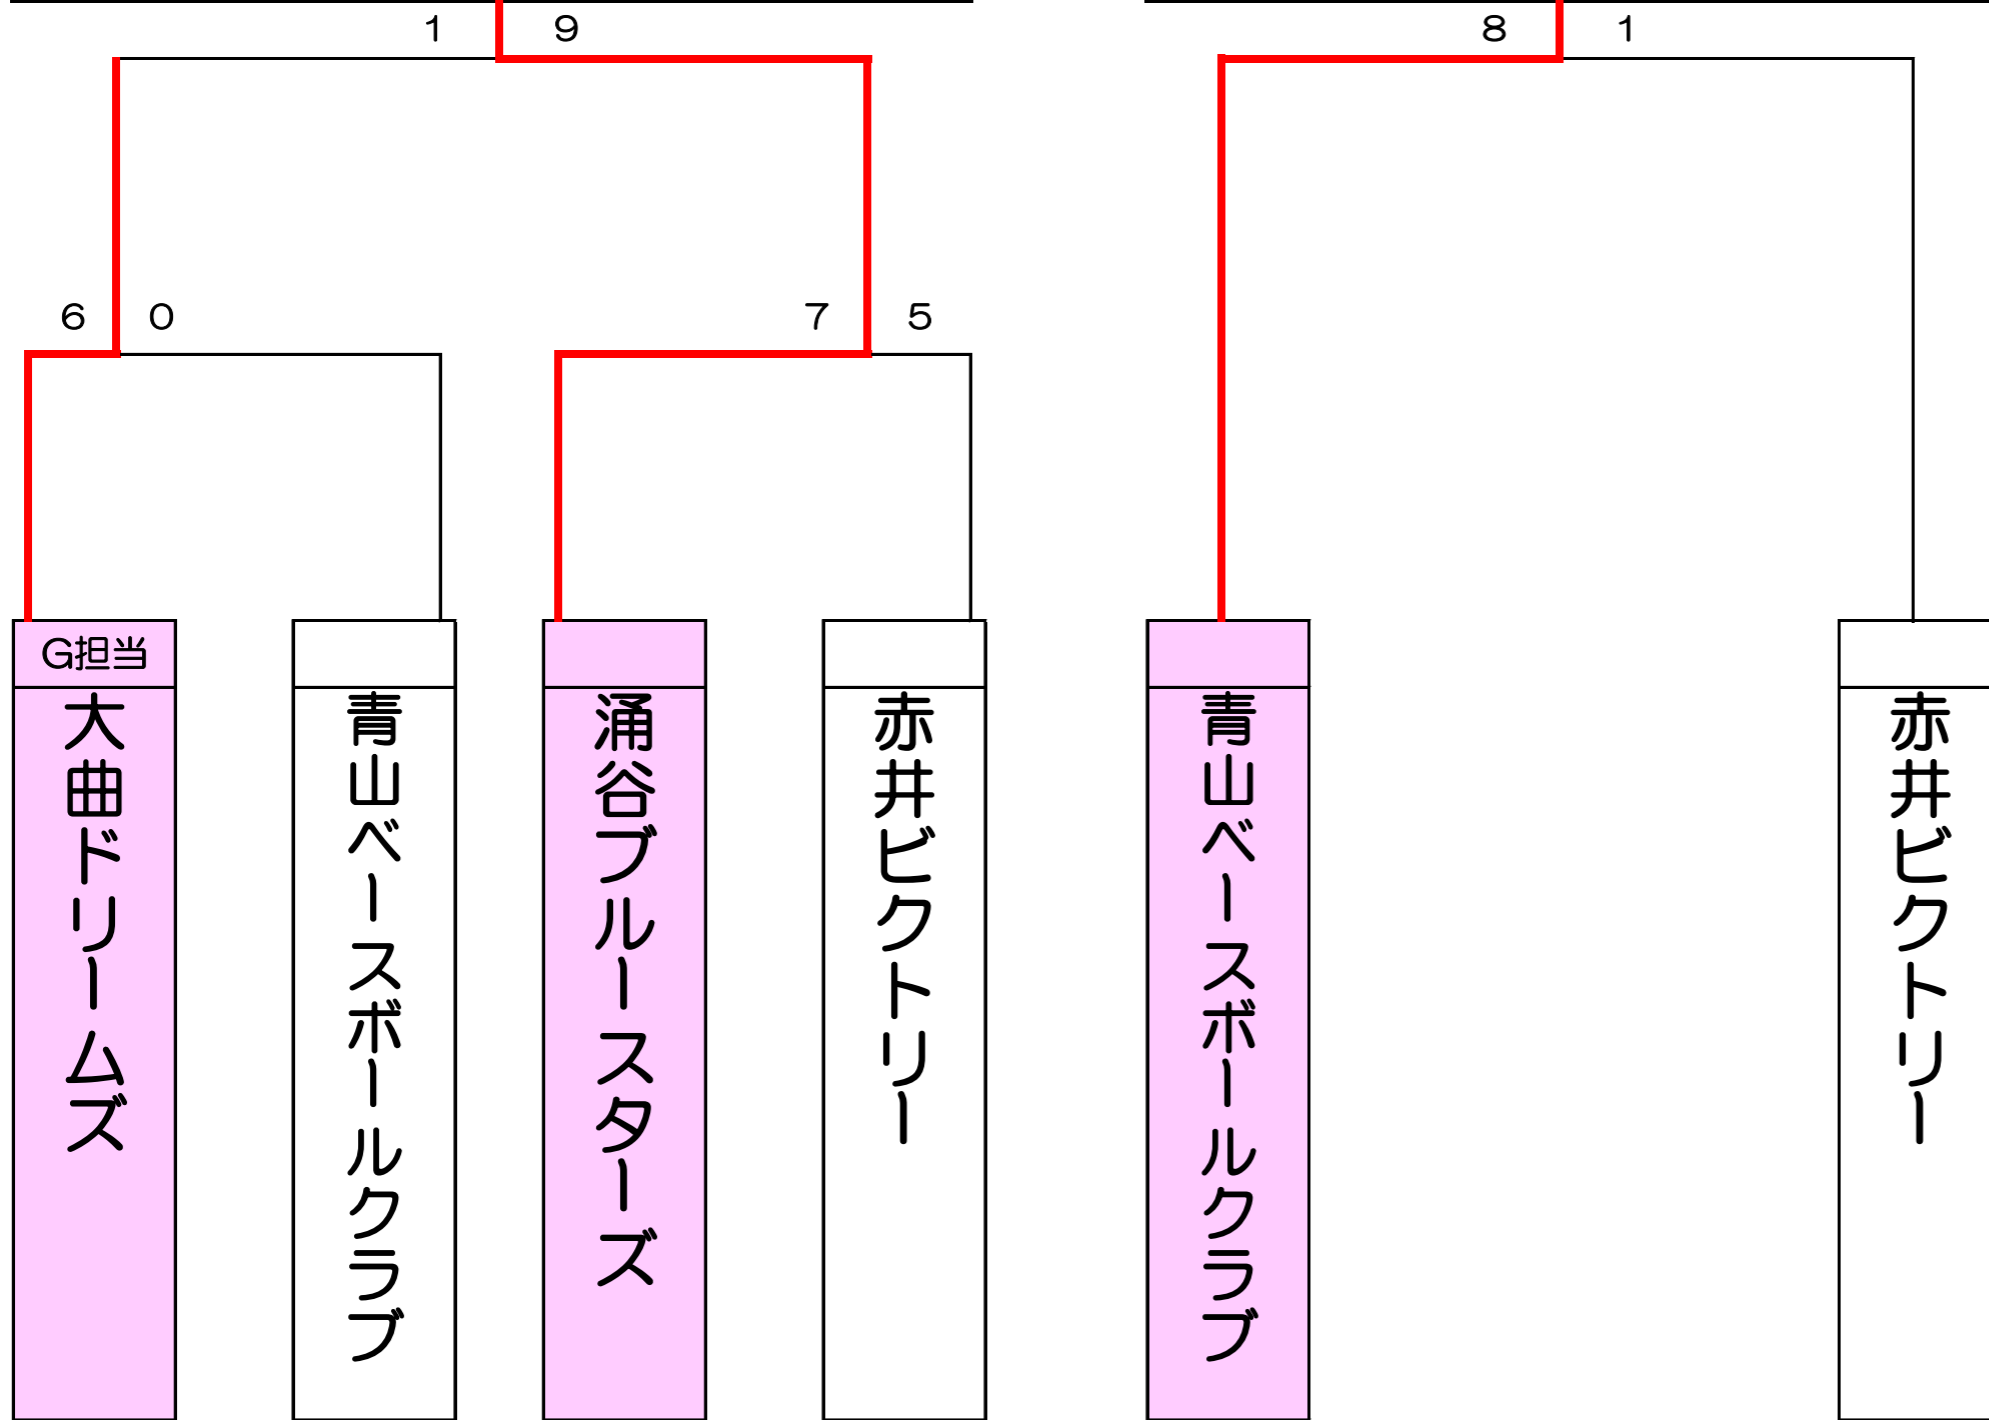 １ ９ ８ １
６ ０ ７ ５
G担当
大曲ドリームズ
青山ベースボールクラブ
涌谷ブルースターズ
赤井ビクトリー
青山ベースボールクラブ
赤井ビクトリー